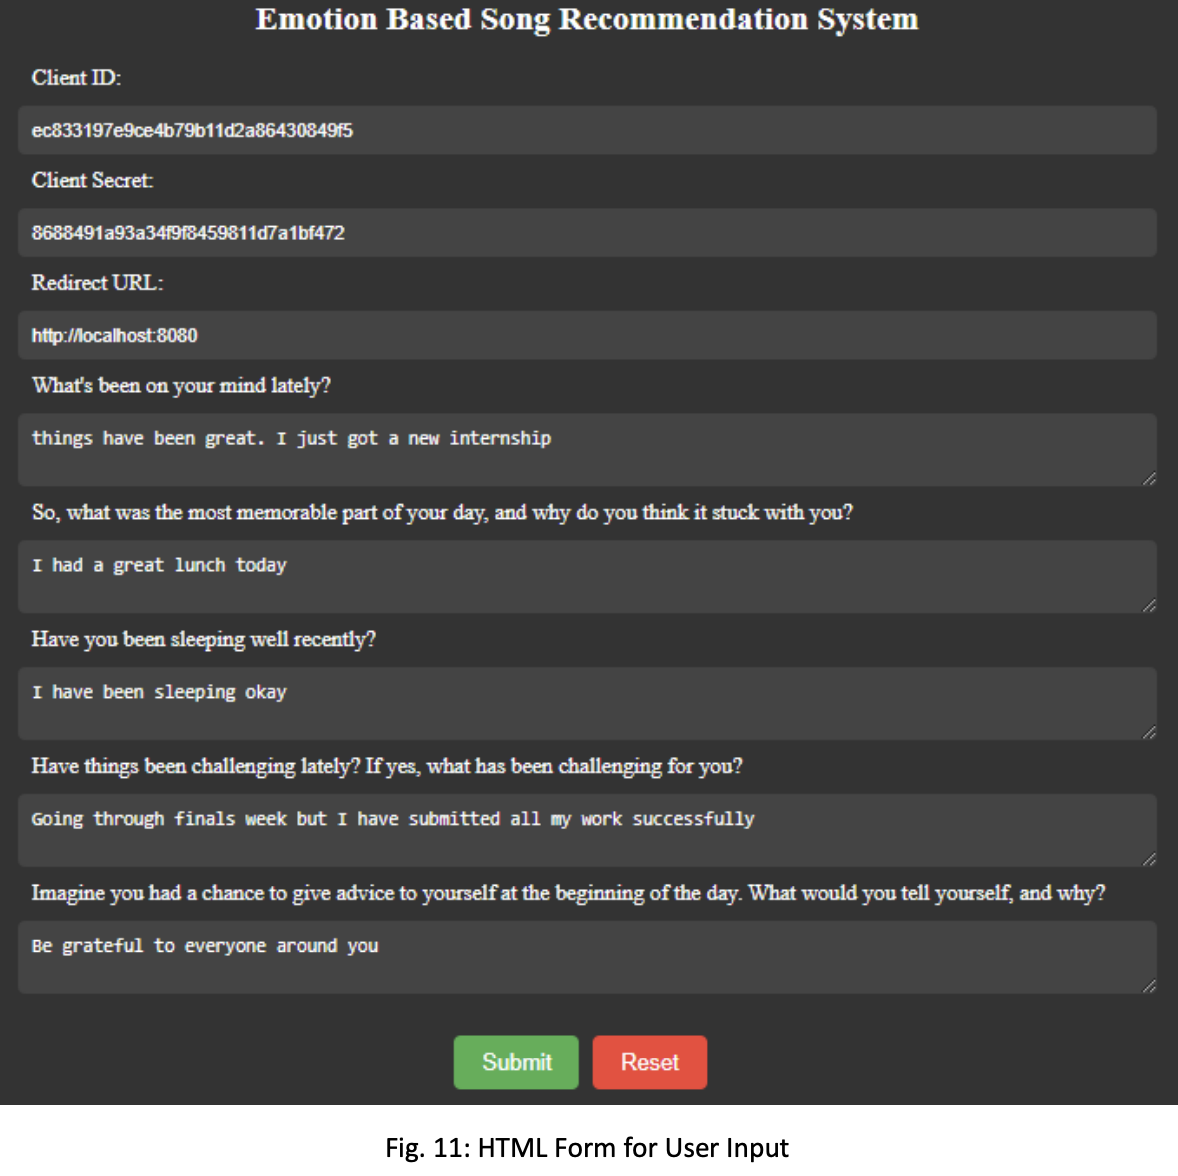 Emotion Based Song Recommendation System
Client ID:
ec833197e9ce4b79b11d2a86430849f5
Client Secret:
8688491a93a34f9f8459811d7a1bf472
Redirect URL:
http://localhost:8080
What's been on your mind lately?
things have been great. I just got a new internship
So, what was the most memorable part of your day, and why do you think it stuck with you?
I had a great lunch today
Have you been sleeping well recently?
I have been sleeping okay
Have things been challenging lately? If yes, what has been challenging for you?
Going through finals week but I have submitted all my work successfully
Imagine you had a chance to give advice to yourself at the beginning of the day. What would you tell yourself, and why?
Be grateful to everyone around you
Submit Reset
Fig. 11: HTML Form for User Input